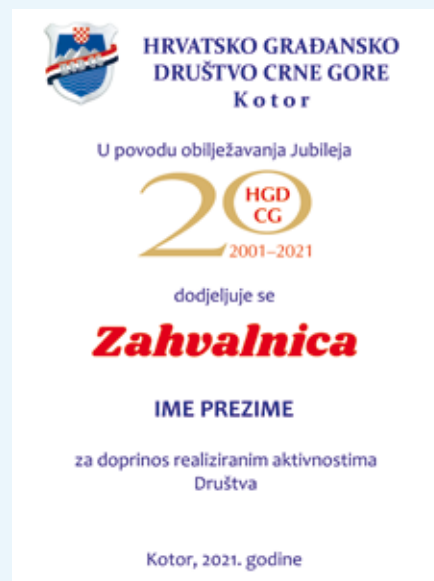 HRVATSKO GRAĐANSKO
DRUŠTVO CRNE GORE
Kotor
U povodu obilježavanja Jubileja
20
HGD
CG
2001–2021
dodjeljuje se
Zahvalnica
IME PREZIME
za doprinos realiziranim aktivnostima
Društva
Kotor, 2021. godine